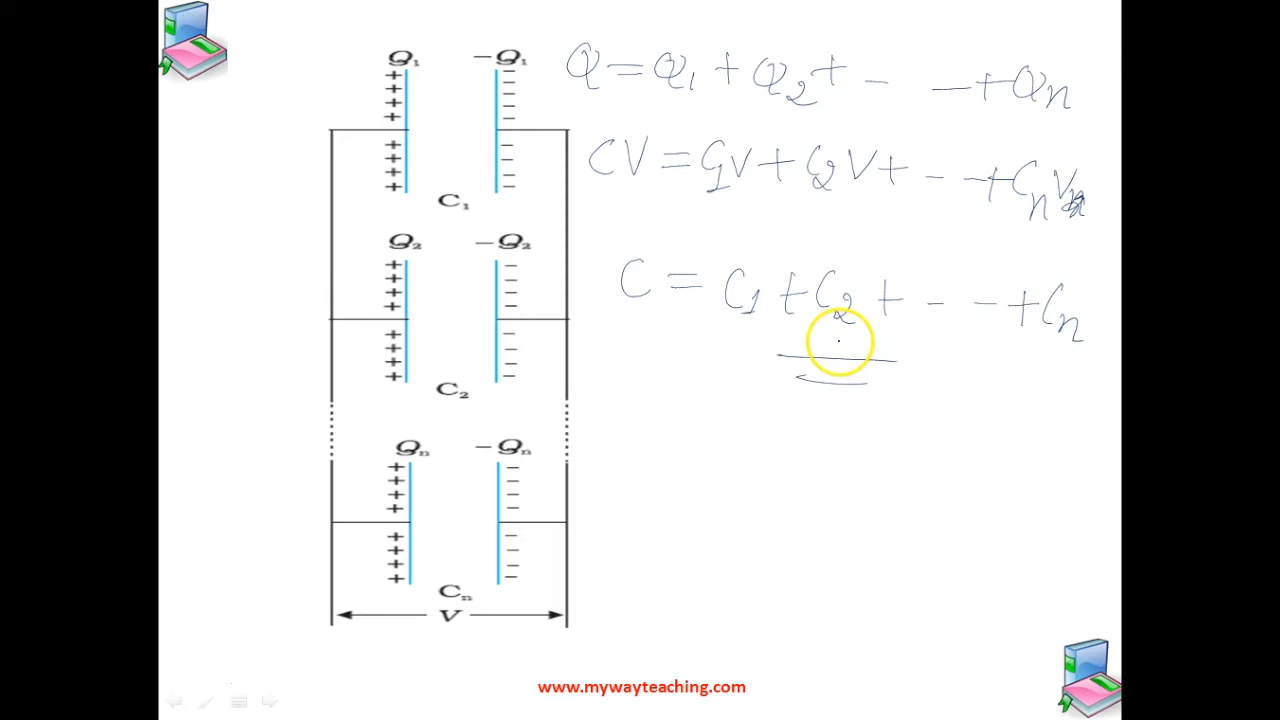 Q₁ −Q₁
Q = Q₁ + Q₂ + - - + Qn
CV = C₁V + C₂V + - - + CnV
C₁
Q₂ −Q₂
C = C₁ + C₂ + - - + Cn
C₂
Qn −Qn
Cn
V
www.mywayteaching.com